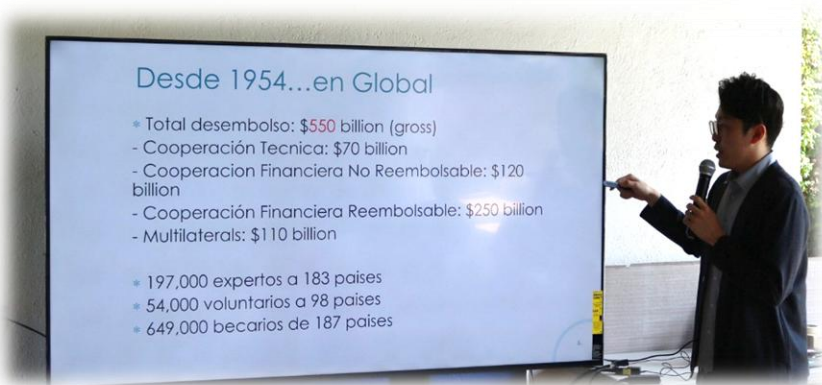 Desde 1954...en Global
* Total desembolso: $550 billion (gross)
- Cooperación Tecnica: $70 billion
- Cooperacion Financiera No Reembolsable: $120
billion
- Cooperación Financiera Reembolsable: $250 billion
- Multilaterals: $110 billion
* 197,000 expertos a 183 paises
* 54,000 voluntarios a 98 paises
* 649,000 becarios de 187 paises
6